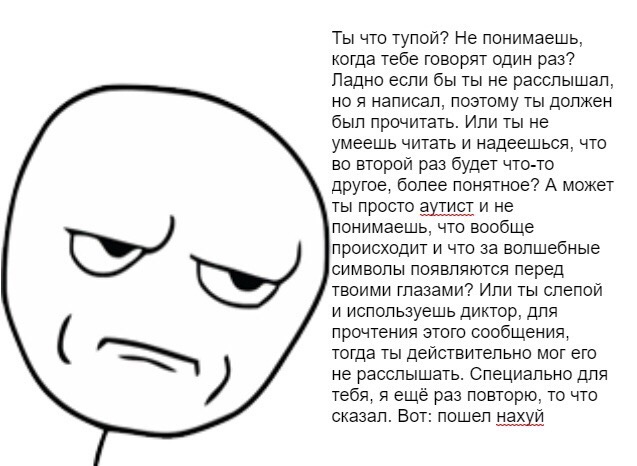 Ты что тупой? Не понимаешь,
когда тебе говорят один раз?
Ладно если бы ты не расслышал,
но я написал, поэтому ты должен
был прочитать. Или ты не
умеешь читать и надеешься, что
во второй раз будет что-то
другое, более понятное? А может
ты просто аутист и не
понимаешь, что вообще
происходит и что за волшебные
символы появляются перед
твоими глазами? Или ты слепой
и используешь диктор, для
прочтения этого сообщения,
тогда ты действительно мог его
не расслышать. Специально для
тебя, я ещё раз повторю, то что
сказал. Вот: пошел нахуй